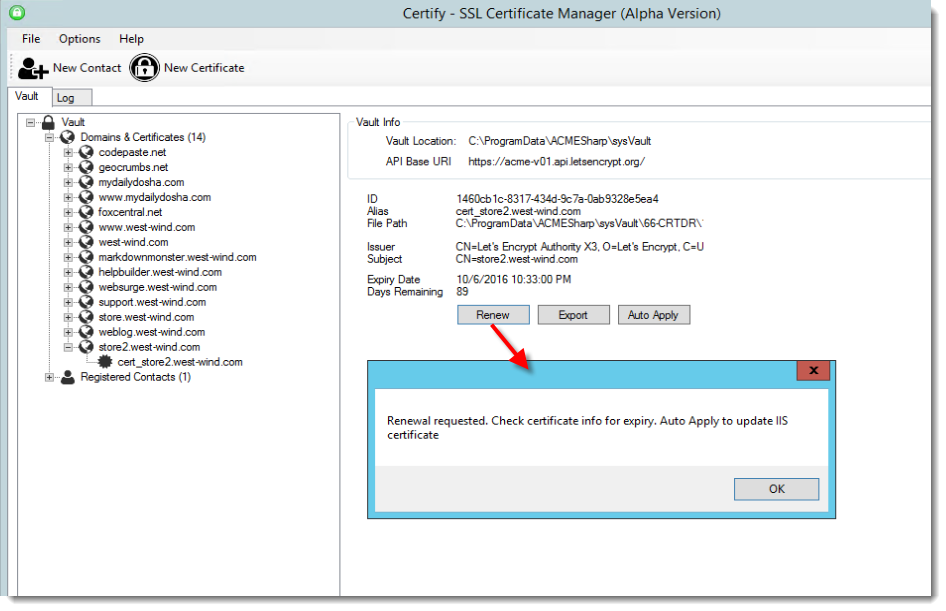 Certify - SSL Certificate Manager (Alpha Version)
File Options Help
New Contact New Certificate
Vault Log
Vault
Domains & Certificates (14)
codepaste.net
geocrumbs.net
mydailydosha.com
www.mydailydosha.com
foxcentral.net
www.west-wind.com
west-wind.com
markdownmonster.west-wind.com
helpbuilder.west-wind.com
websurge.west-wind.com
support.west-wind.com
store.west-wind.com
weblog.west-wind.com
store2.west-wind.com
cert_store2.west-wind.com
Registered Contacts (1)
Vault Info
Vault Location: C:\ProgramData\ACMESharp\sysVault
API Base URI https://acme-v01.api.letsencrypt.org/
ID 1460cb1c-8317-434d-9c7a-0ab9328e5ea4
Alias cert_store2.west-wind.com
File Path C:\ProgramData\ACMESharp\sysVault\66-CRTDR\
Issuer CN=Let's Encrypt Authority X3, O=Let's Encrypt, C=U
Subject CN=store2.west-wind.com
Expiry Date 10/6/2016 10:33:00 PM
Days Remaining 89
Renew Export Auto Apply
x
Renewal requested. Check certificate info for expiry. Auto Apply to update IIS
certificate
OK